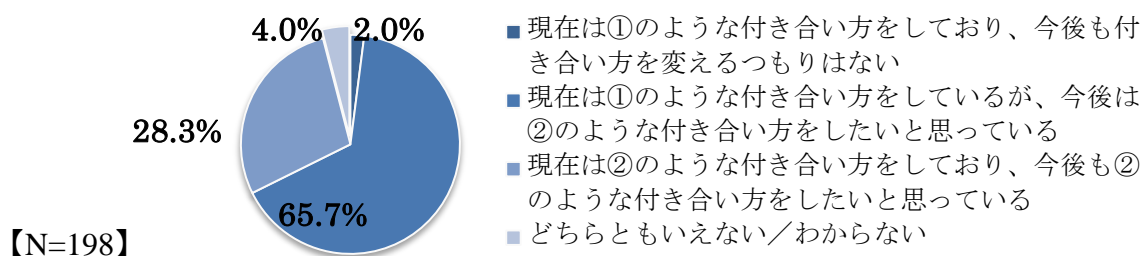 4.0%
2.0%
28.3%
65.7%
【N=198】
現在は①のような付き合い方をしており、今後も付
き合い方を変えるつもりはない
現在は①のような付き合い方をしているが、今後は
②のような付き合い方をしたいと思っている
現在は②のような付き合い方をしており、今後も②
のような付き合い方をしたいと思っている
どちらともいえない／わからない